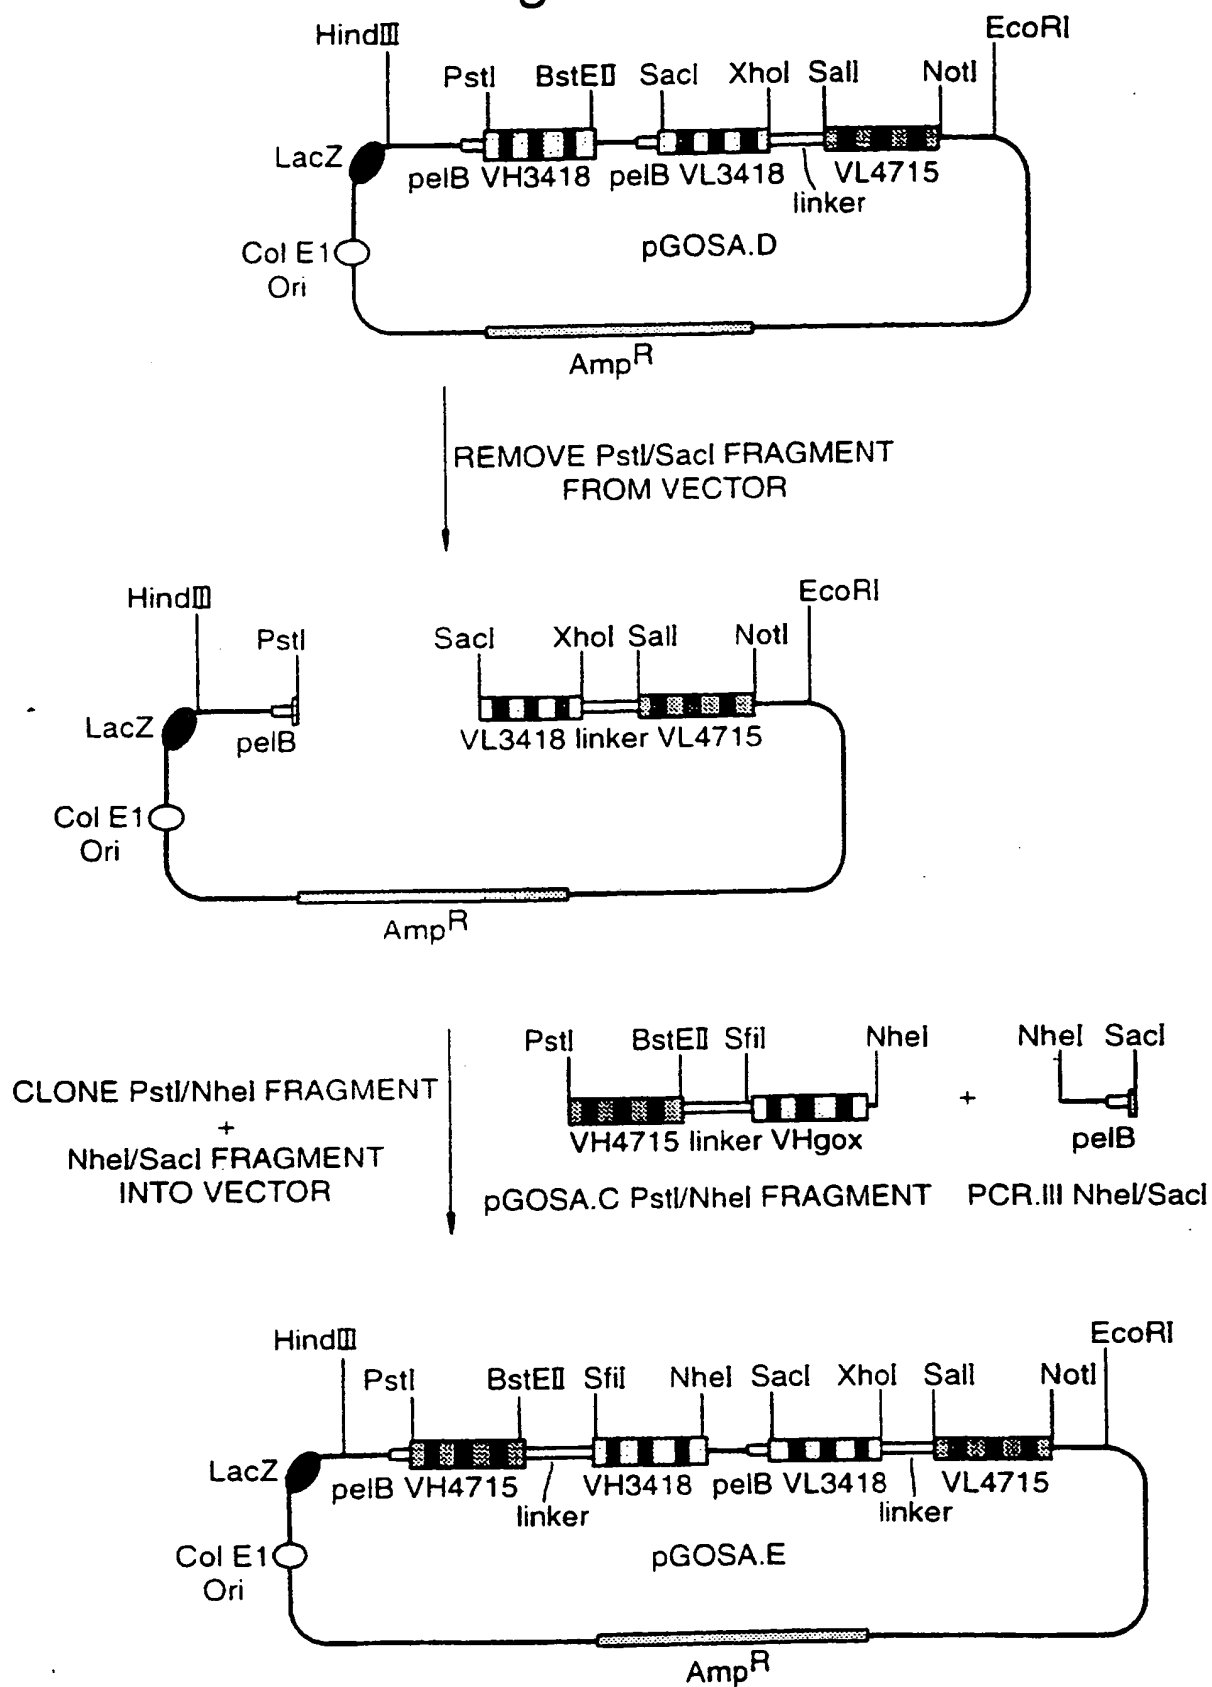 HindIII
EcoRI
PstI BstEII SacI XhoI SalI NotI
LacZ
pelB VH3418 pelB VL3418 VL4715
linker
Col E1
Ori
pGOSA.D
AmpR
REMOVE PstI/SacI FRAGMENT
FROM VECTOR
HindIII
EcoRI
PstI SacI XhoI SalI NotI
LacZ
pelB VL3418 linker VL4715
Col E1
Ori
AmpR
CLONE PstI/NheI FRAGMENT
+
NheI/SacI FRAGMENT
INTO VECTOR
PstI BstEII SfiI NheI
VH4715 linker VHgox
pGOSA.C PstI/NheI FRAGMENT
+
NheI SacI
pelB
PCR.III NheI/SacI
HindIII
EcoRI
PstI BstEII SfiI NheI SacI XhoI SalI NotI
LacZ
pelB VH4715 VH3418 pelB VL3418 VL4715
linker linker
Col E1
Ori
pGOSA.E
AmpR